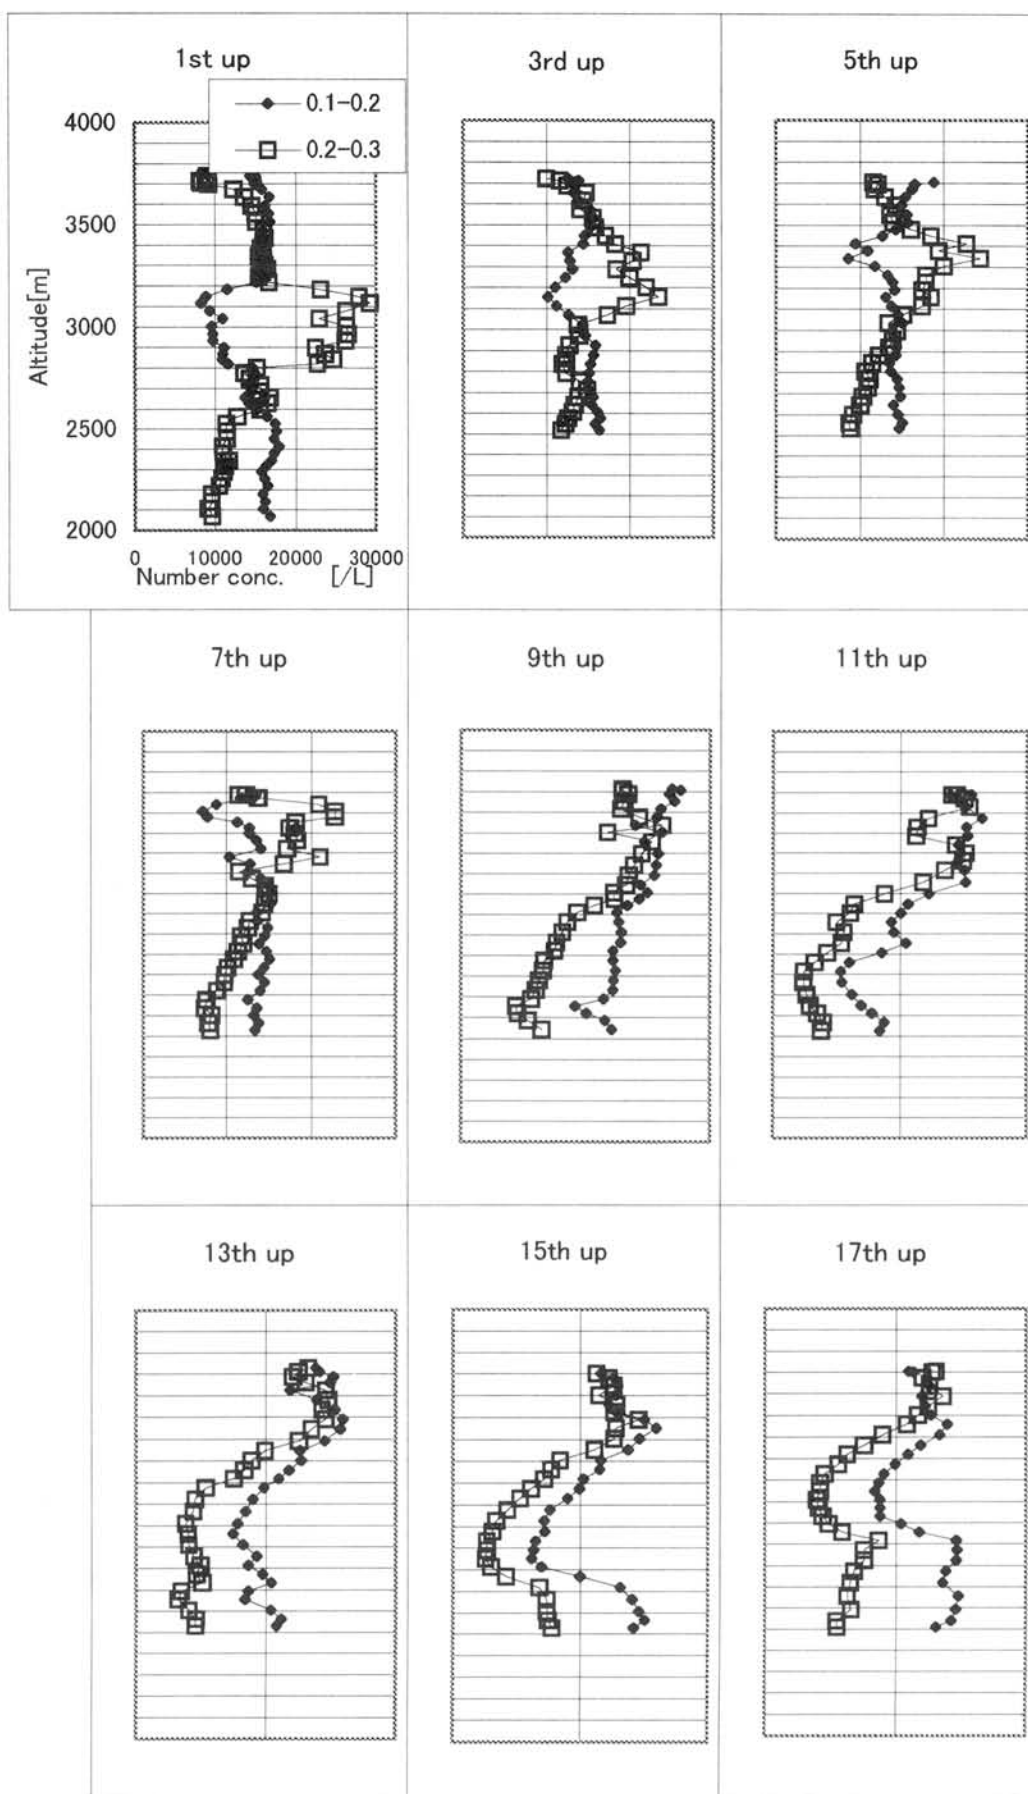 1st up
3rd up
5th up
0.1-0.2
0.2-0.3
4000
3500
3000
2500
2000
Altitude[m]
0 10000 20000 30000
Number conc. [/L]
7th up
9th up
11th up
13th up
15th up
17th up